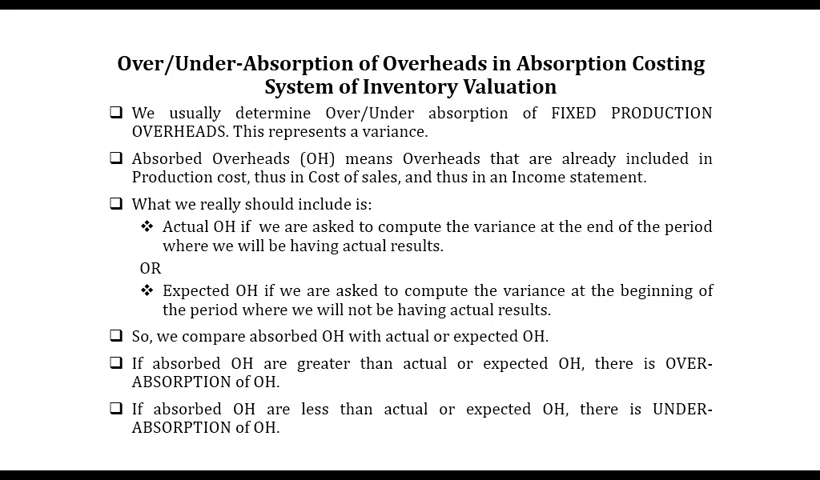 Over/Under-Absorption of Overheads in Absorption Costing
System of Inventory Valuation
❑ We usually determine Over/Under absorption of FIXED PRODUCTION
OVERHEADS. This represents a variance.
❑ Absorbed Overheads (OH) means Overheads that are already included in
Production cost, thus in Cost of sales, and thus in an Income statement.
❑ What we really should include is:
❖ Actual OH if we are asked to compute the variance at the end of the period
where we will be having actual results.
OR
❖ Expected OH if we are asked to compute the variance at the beginning of
the period where we will not be having actual results.
❑ So, we compare absorbed OH with actual or expected OH.
❑ If absorbed OH are greater than actual or expected OH, there is OVER-
ABSORPTION of OH.
❑ If absorbed OH are less than actual or expected OH, there is UNDER-
ABSORPTION of OH.